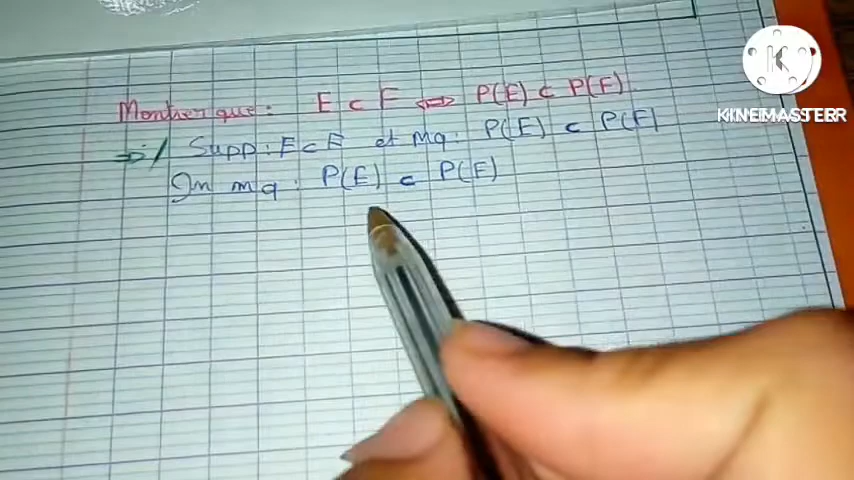 Montrer que : E ⊂ F ⟺ P(E) ⊂ P(F)
⇒ :/ Supp : E ⊂ F et Mq : P(E) ⊂ P(F)
On mq : P(E) ⊂ P(F)
KINEMASTER